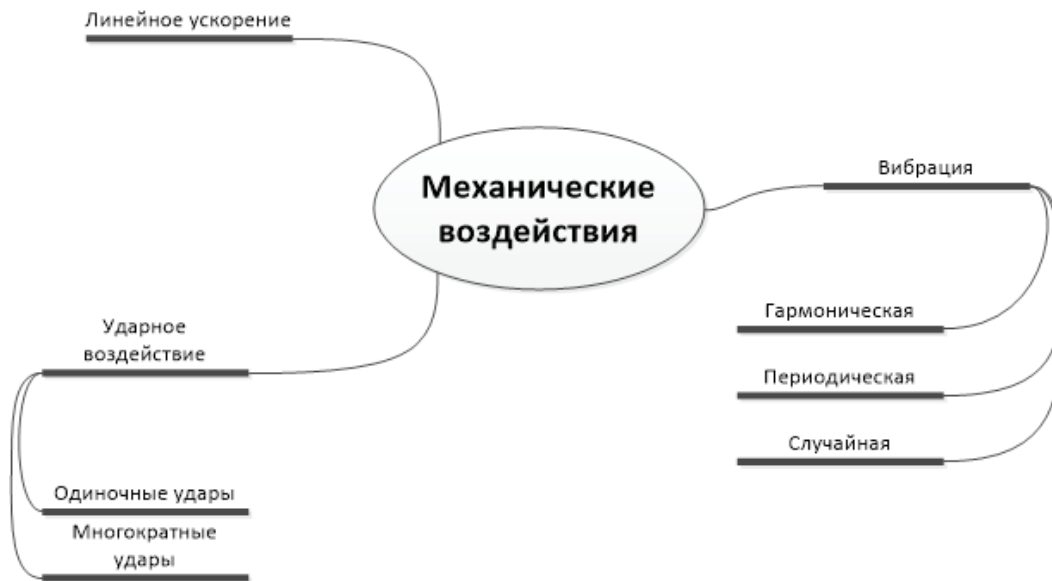 Линейное ускорение
Механические
воздействия
Вибрация
Гармоническая
Периодическая
Случайная
Ударное
воздействие
Одиночные удары
Многократные
удары